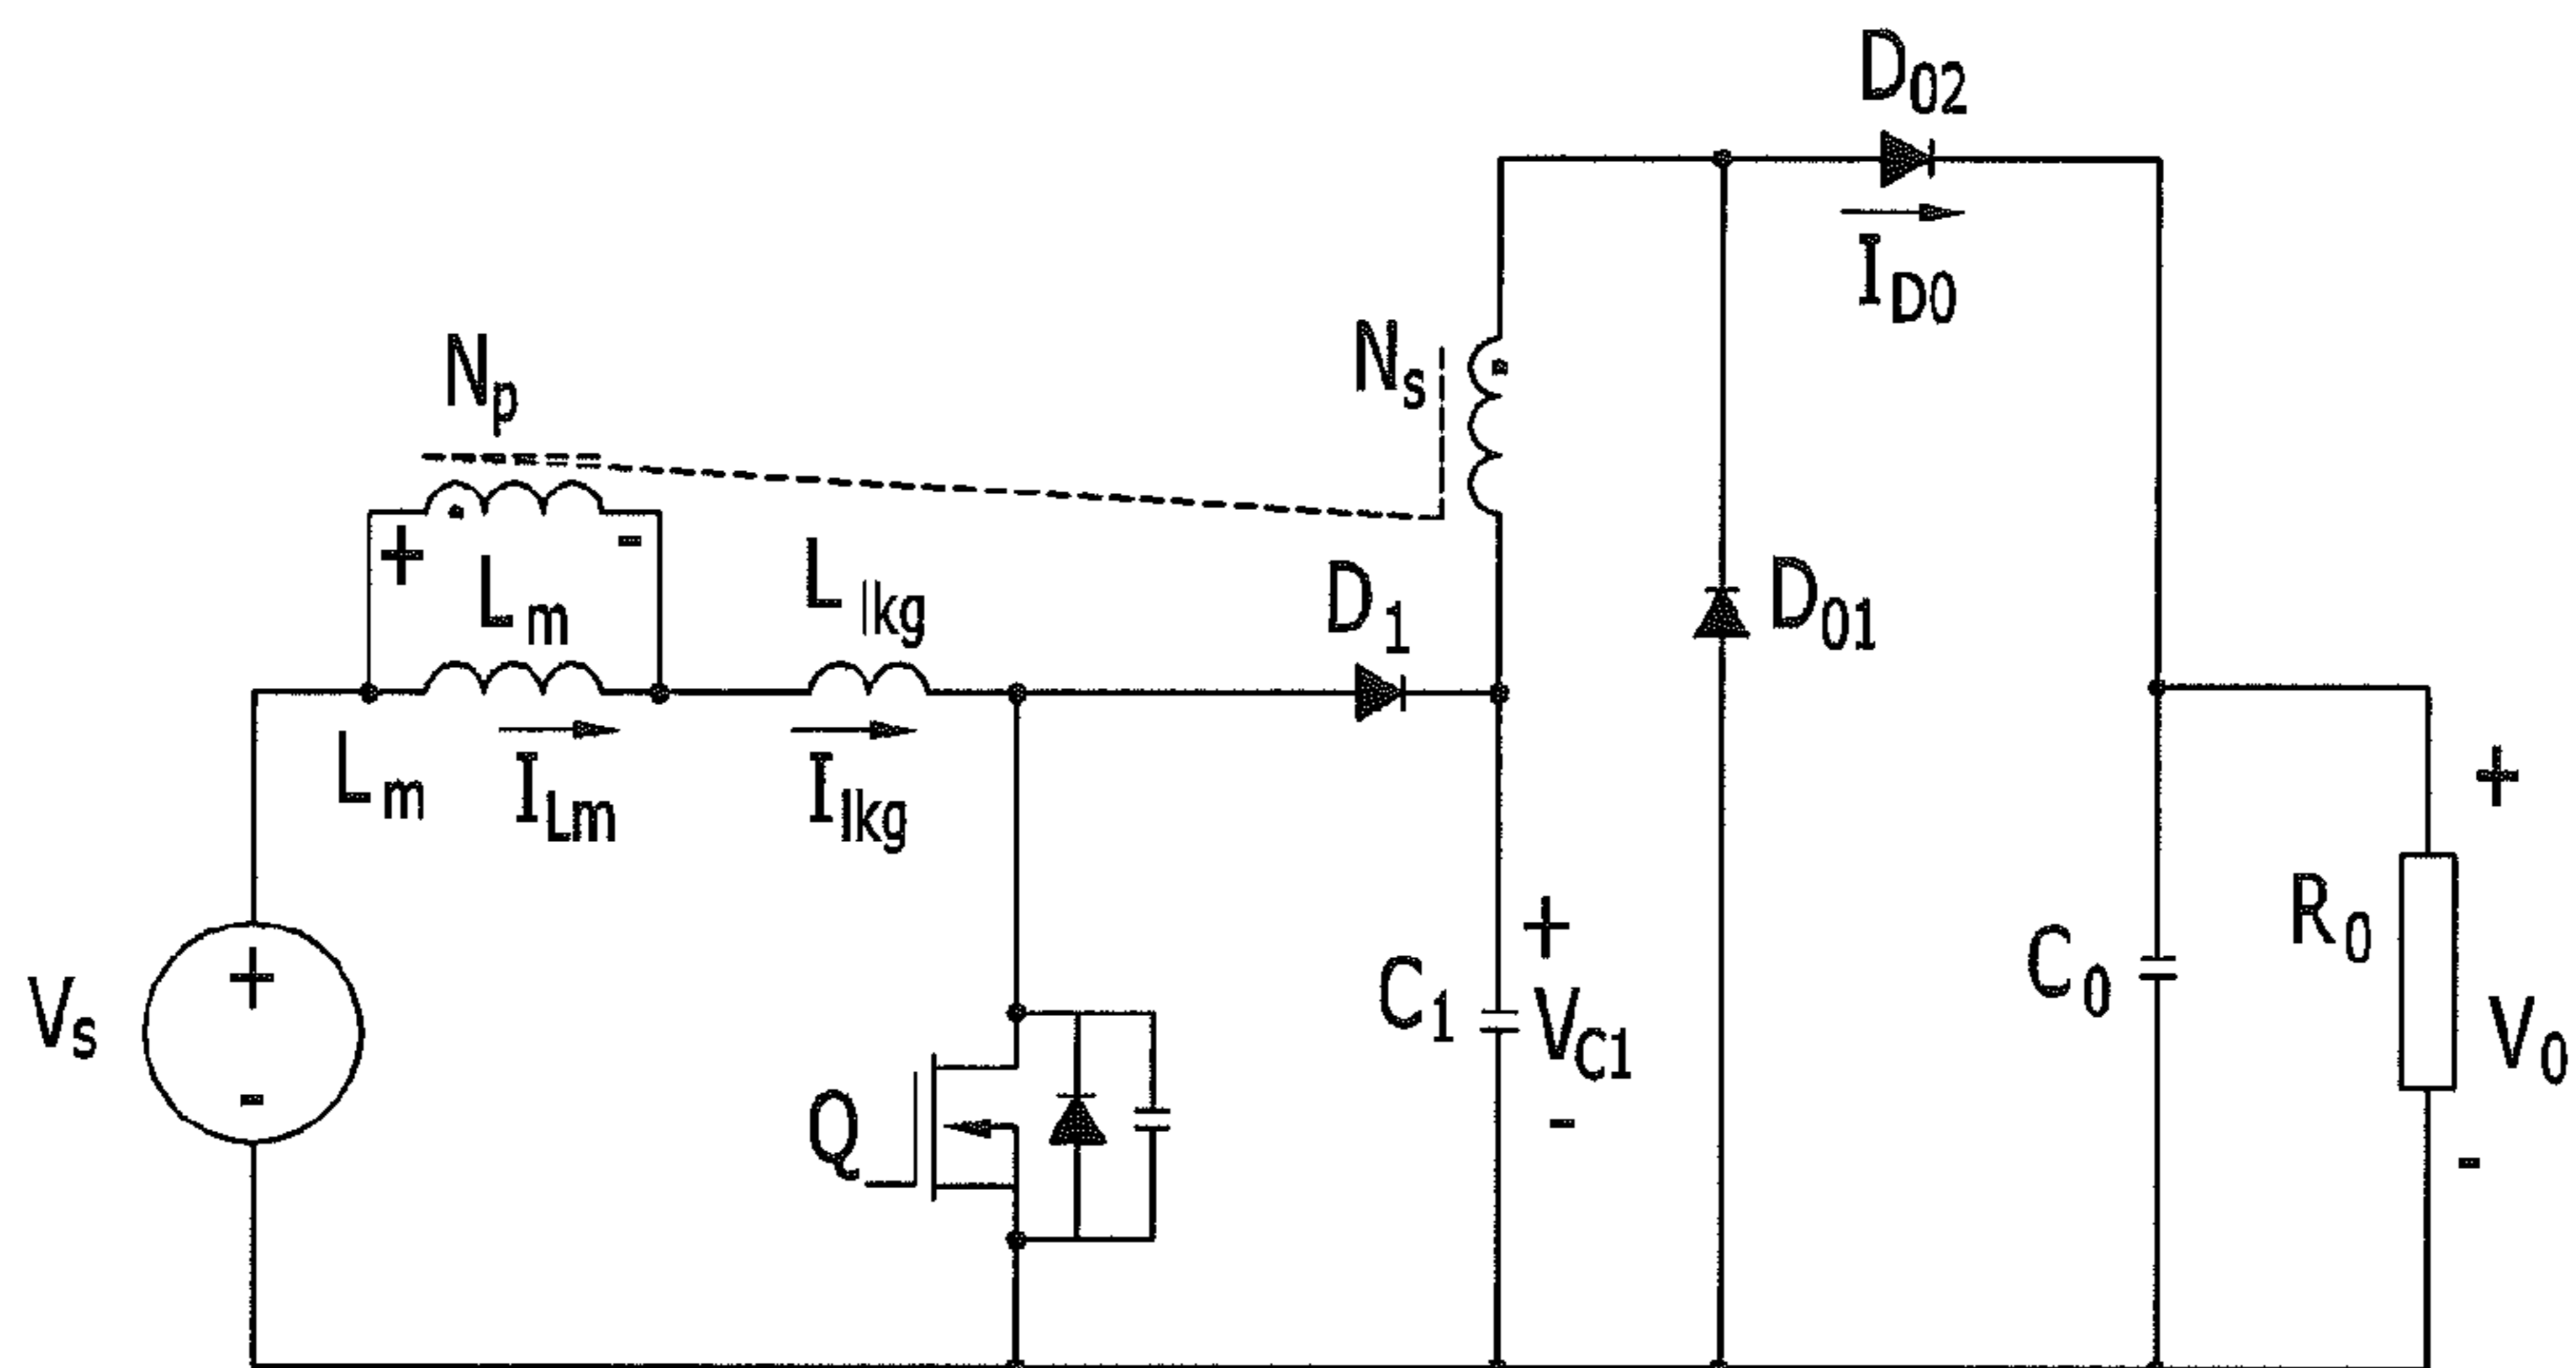 D02
ID0
Np
Ns
+ -
Lm
Llkg
D1
D01
Lm
ILm
Ilkg
+
Vs
+
-
Q
C1
+
VC1
-
C0
R0
+
V0
-